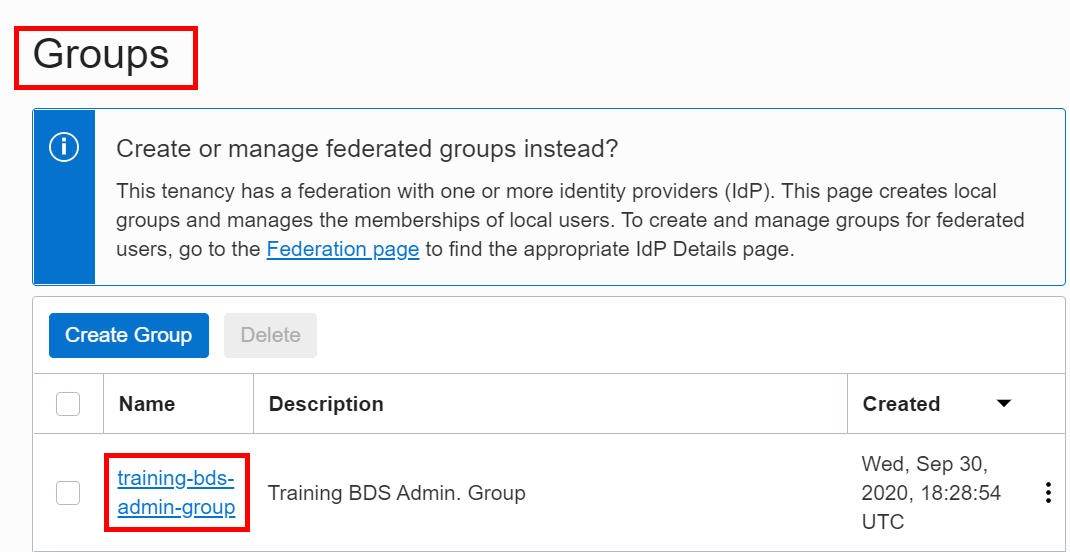 Groups
Create or manage federated groups instead?
This tenancy has a federation with one or more identity providers (IdP). This page creates local
groups and manages the memberships of local users. To create and manage groups for federated
users, go to the Federation page to find the appropriate IdP Details page.
Create Group Delete
Name Description Created
training-bds-
admin-group
Training BDS Admin. Group
Wed, Sep 30,
2020, 18:28:54
UTC